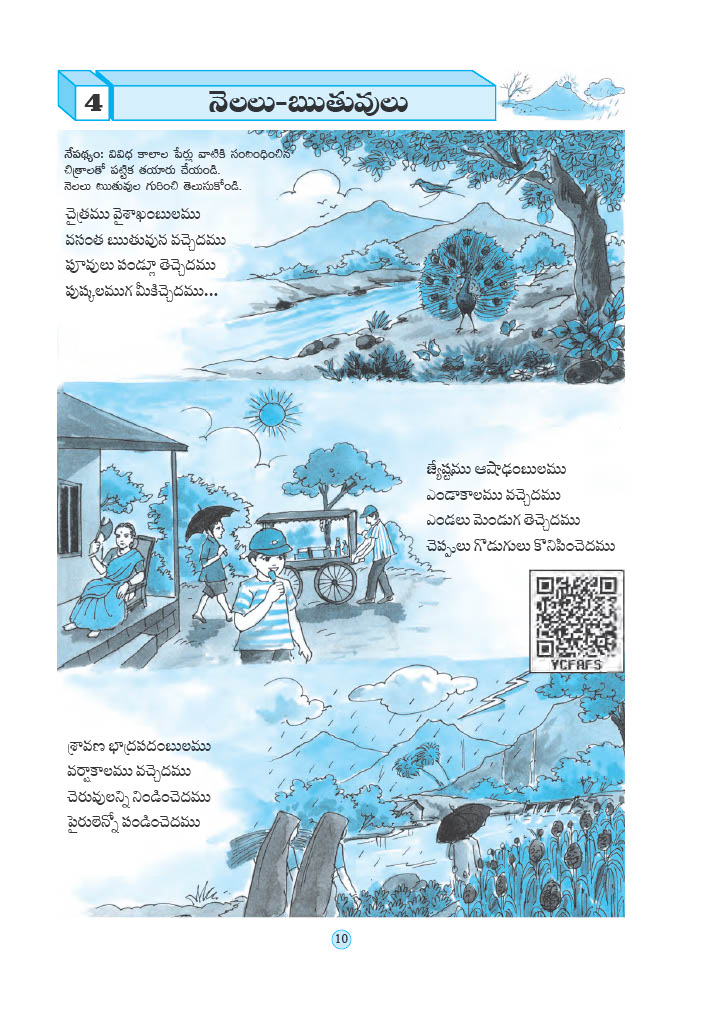 4
నెలలు-ఋతువులు
నేపథ్యం: వివిధ కాలాల పేర్లు వాటికి సంబంధించిన
చిత్రాలతో పట్టిక తయారు చేయండి.
నెలలు ఋతువుల గురించి తెలుసుకోండి.
చైత్రము వైశాఖంబులము
వసంత ఋతువున వచ్చెదము
పూవులు పండ్లూ తెచ్చెదము
పుష్కలముగ మీకిచ్చెదము...
జ్యేష్టము ఆషాఢంబులము
ఎండాకాలము వచ్చెదము
ఎండలు మెండుగ తెచ్చెదము
చెప్పులు గొడుగులు కొనిపించెదము
YCFAFS
శ్రావణ భాద్రపదంబులము
వర్షాకాలము వచ్చెదము
చెరువులన్ని నిండించెదము
పైరులెన్నో పండించెదము
10